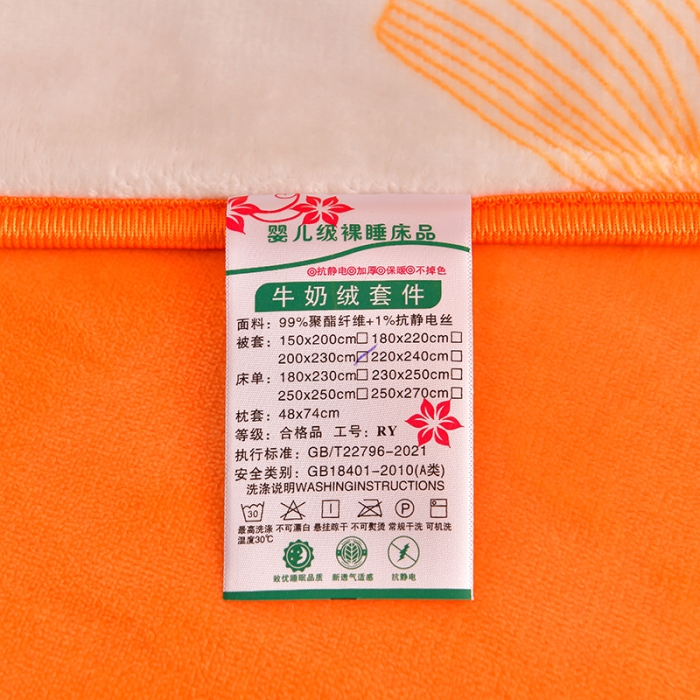 婴儿级裸睡床品
◎抗静电◎加厚◎保暖◎不掉色
牛奶绒套件
面料：99%聚酯纤维+1%抗静电丝
被套：150x200cm□ 180x220cm□
200x230cm□ 220x240cm□
床单：180x230cm□ 230x250cm□
250x250cm□ 250x270cm□
枕套：48x74cm
等级：合格品 工号：RY
执行标准：GB/T22796-2021
安全类别：GB18401-2010(A类)
洗涤说明WASHINGINSTRUCTIONS
30 P
最高洗涤温度30℃ 不可漂白 悬挂晾干 不可熨烫 常规干洗 可机洗
致优睡眠品质 新透气适感 抗静电